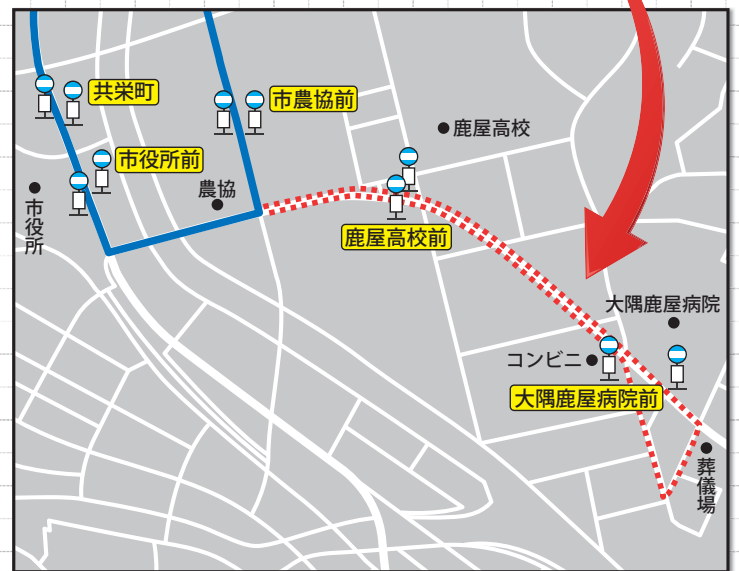 共栄町
市農協前
鹿屋高校
市役所前
農協
市役所
鹿屋高校前
大隅鹿屋病院
コンビニ
大隅鹿屋病院前
葬儀場